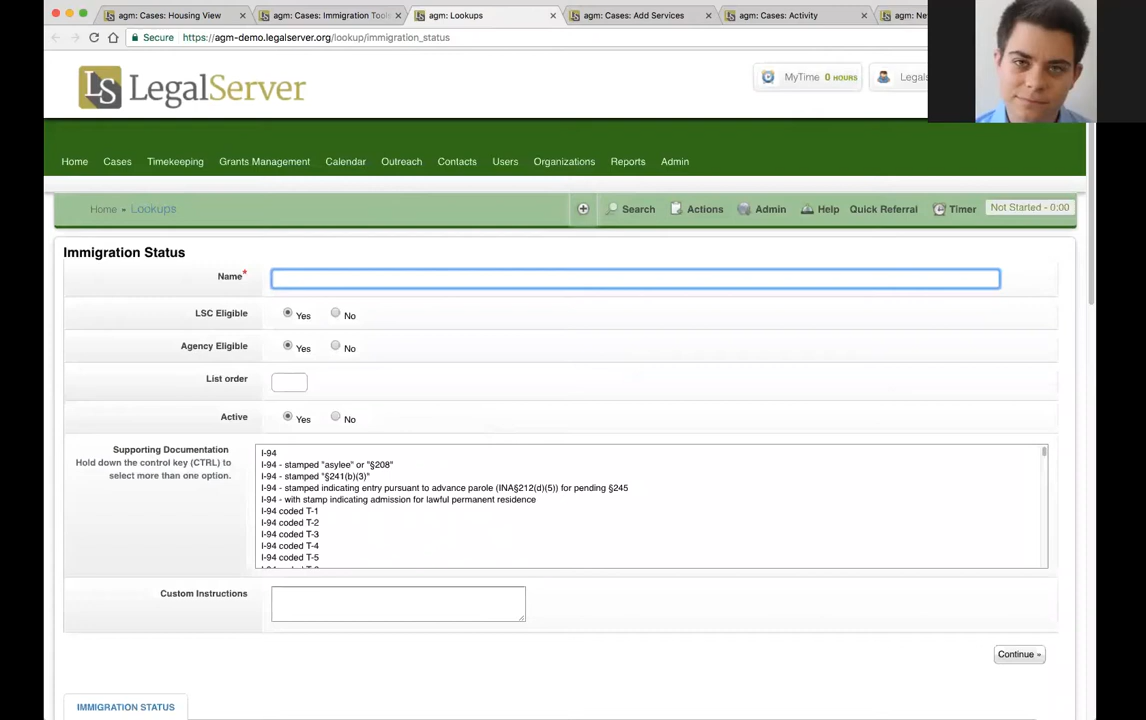 agm: Cases: Housing View
agm: Cases: Immigration Tools
agm: Lookups
agm: Cases: Add Services
agm: Cases: Activity
agm:
Secure https://agm-demo.legalserver.org/lookup/immigration_status
LS LegalServer
MyTime 0 HOURS
Home Cases Timekeeping Grants Management Calendar Outreach Contacts Users Organizations Reports Admin
Home » Lookups
Search Actions Admin Help Quick Referral Timer Not Started - 0:00
Immigration Status
Name*
LSC Eligible Yes No
Agency Eligible Yes No
List order
Active Yes No
Supporting Documentation
Hold down the control key (CTRL) to
select more than one option.
I-94
I-94 - stamped "asylee" or "§208"
I-94 - stamped "§241(b)(3)"
I-94 - stamped indicating entry pursuant to advance parole (INA§212(d)(5)) for pending §245
I-94 - with stamp indicating admission for lawful permanent residence
I-94 coded T-1
I-94 coded T-2
I-94 coded T-3
I-94 coded T-4
I-94 coded T-5
Custom Instructions
Continue »
IMMIGRATION STATUS